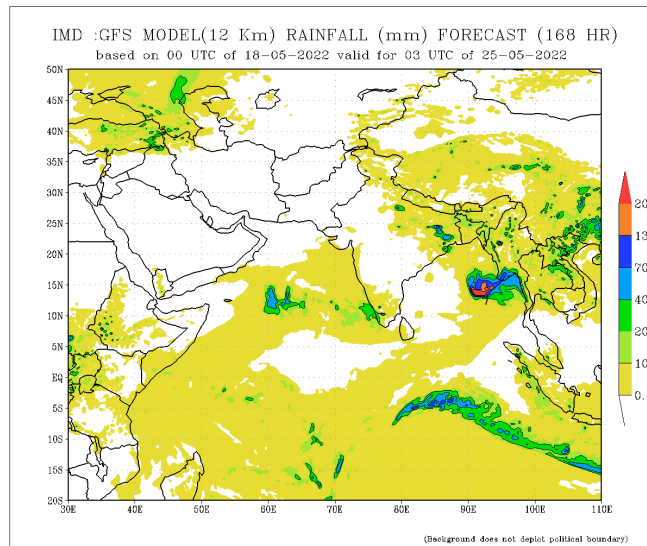 IMD :GFS MODEL(12 Km) RAINFALL (mm) FORECAST (168 HR)
based on 00 UTC of 18-05-2022 valid for 03 UTC of 25-05-2022
50N
45N
40N
35N
30N
25N
20N
15N
10N
5N
5S
10S
15S
20S
30E 40E 50E 60E 70E 80E 90E 100E 110E
20
13
70
40
20
10
0.
(Background does not depict political boundary)